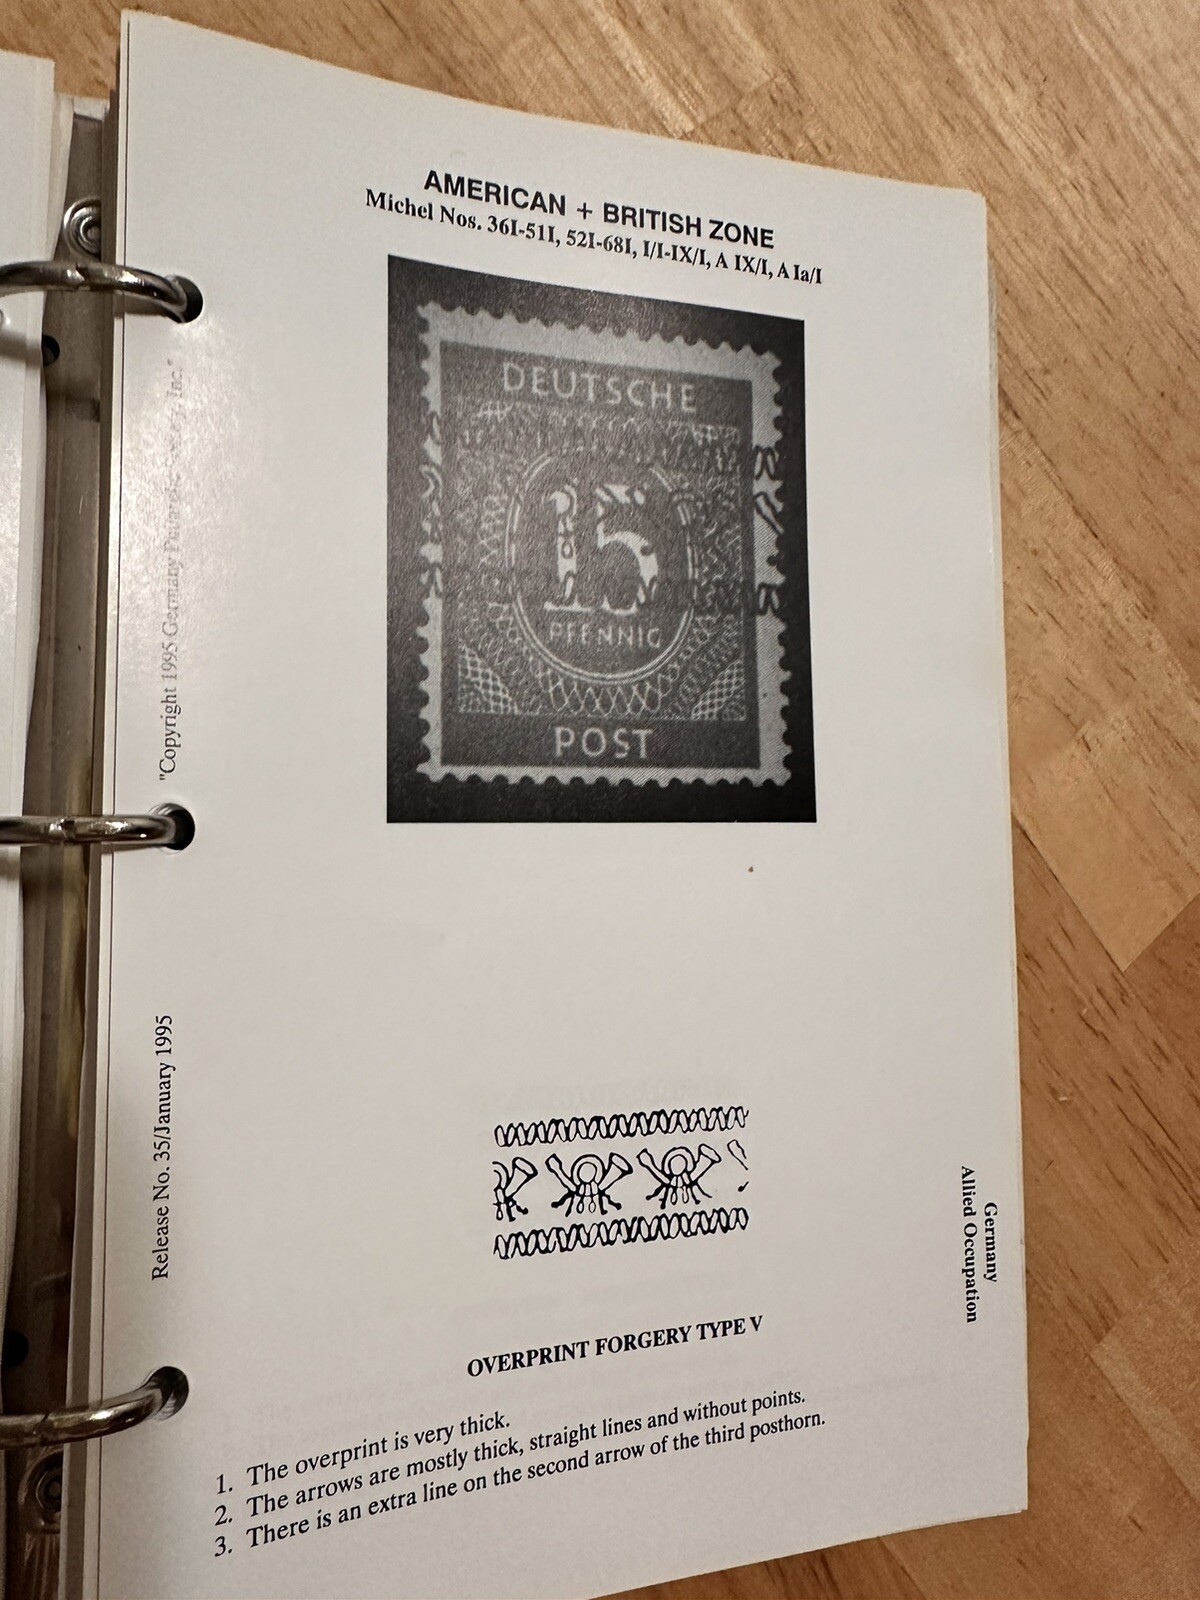 AMERICAN + BRITISH ZONE
Michel Nos. 36I-51I, 52I-68I, I/I-IX/I, A IX/I, A Ia/I
DEUTSCHE
15
PFENNIG
POST
"Copyright 1995 Germany Philatelic Society, Inc."
Release No. 35/January 1995
Germany
Allied Occupation
OVERPRINT FORGERY TYPE V
1. The overprint is very thick.
2. The arrows are mostly thick, straight lines and without points.
3. There is an extra line on the second arrow of the third posthorn.